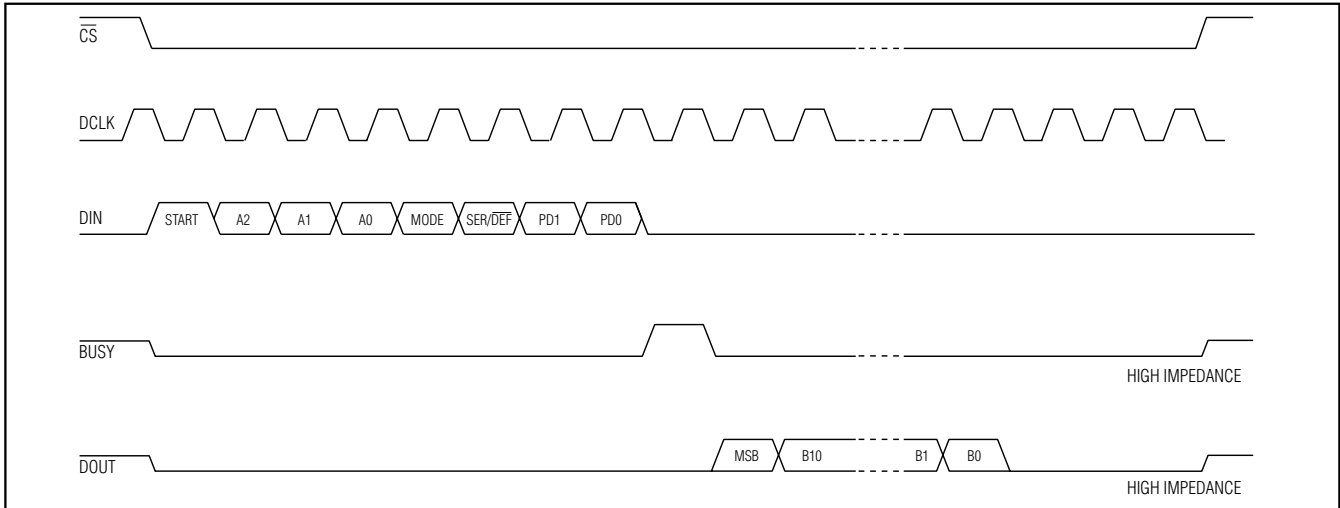 CS
DCLK
DIN START A2 A1 A0 MODE SER/DEF PD1 PD0
BUSY
HIGH IMPEDANCE
DOUT MSB B10 B1 B0
HIGH IMPEDANCE